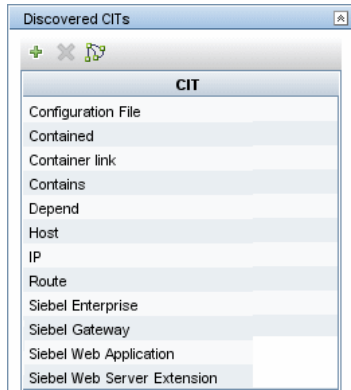 Discovered CITs
CIT
Configuration File
Contained
Container link
Contains
Depend
Host
IP
Route
Siebel Enterprise
Siebel Gateway
Siebel Web Application
Siebel Web Server Extension